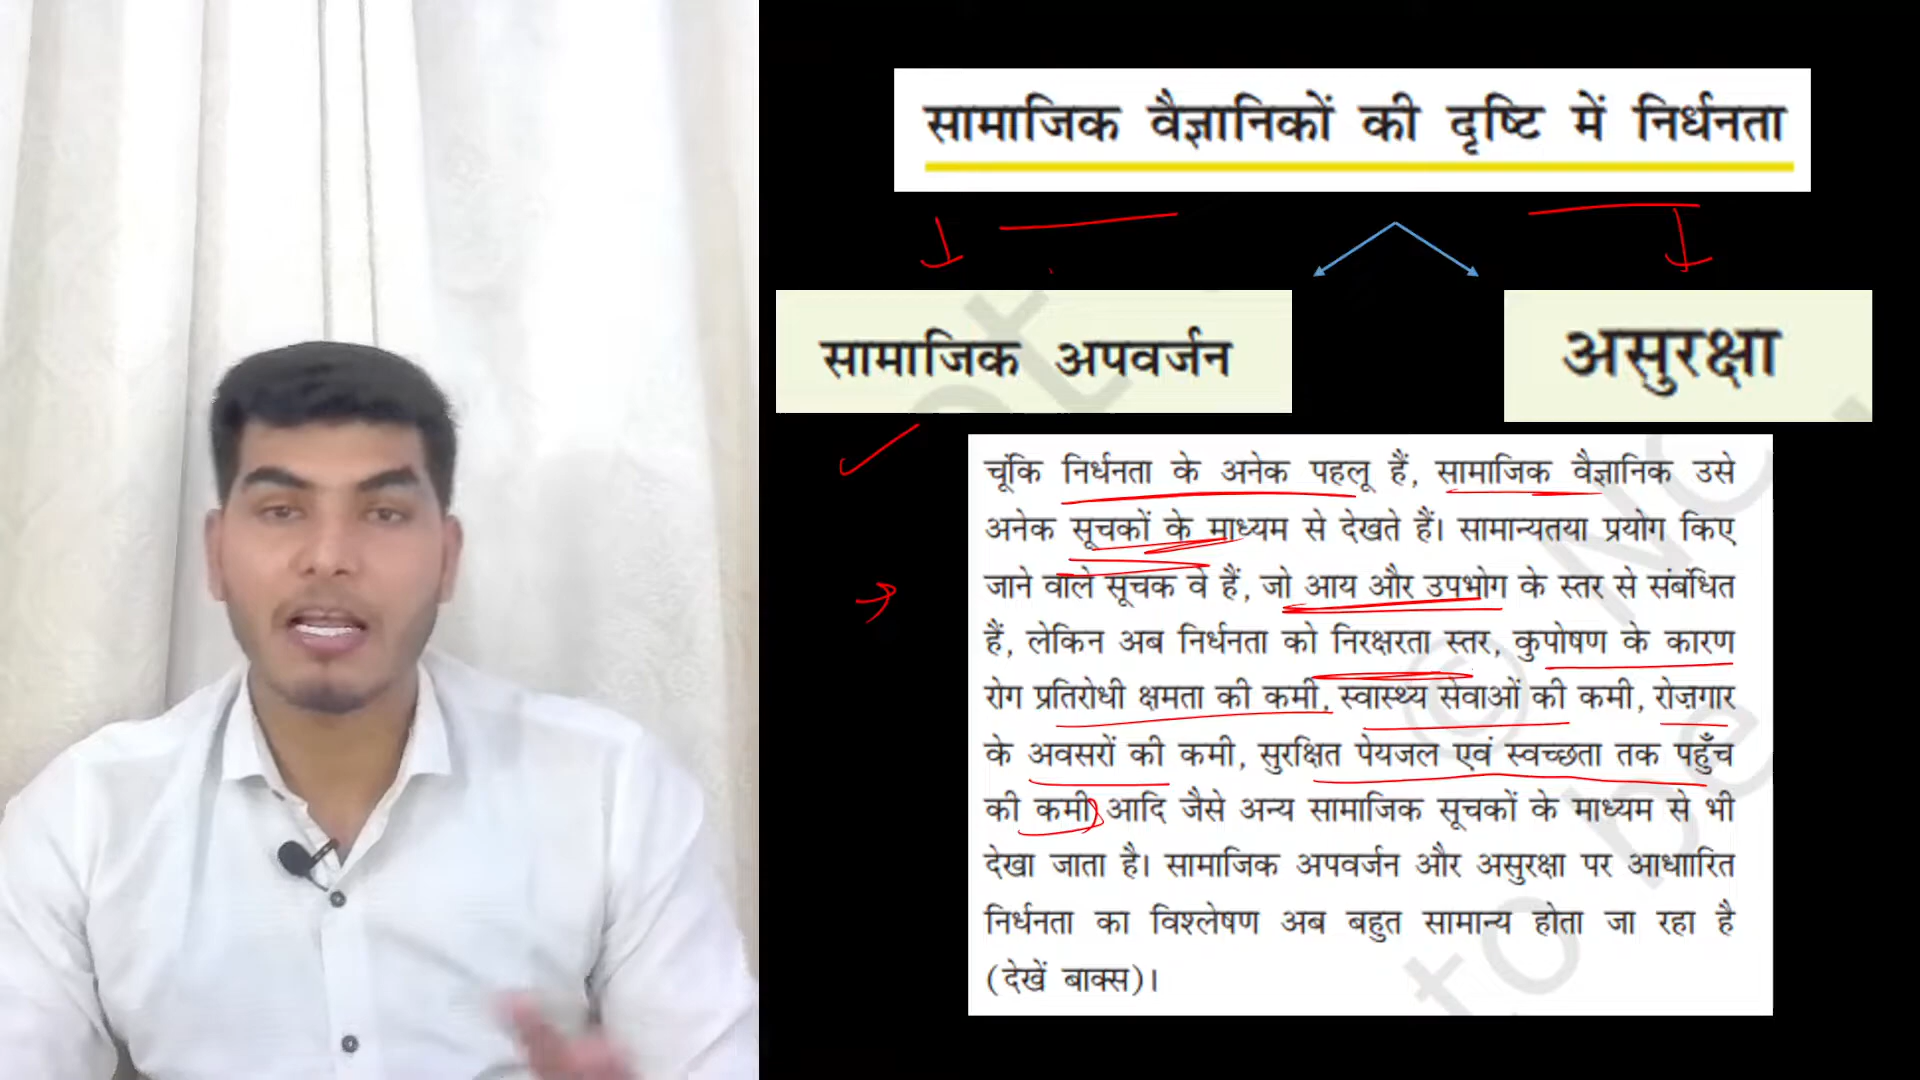 सामाजिक वैज्ञानिकों की दृष्टि में निर्धनता
सामाजिक अपवर्जन
असुरक्षा
चूंकि निर्धनता के अनेक पहलू हैं, सामाजिक वैज्ञानिक उसे
अनेक सूचकों के माध्यम से देखते हैं। सामान्यतया प्रयोग किए
जाने वाले सूचक वे हैं, जो आय और उपभोग के स्तर से संबंधित
हैं, लेकिन अब निर्धनता को निरक्षरता स्तर, कुपोषण के कारण
रोग प्रतिरोधी क्षमता की कमी, स्वास्थ्य सेवाओं की कमी, रोज़गार
के अवसरों की कमी, सुरक्षित पेयजल एवं स्वच्छता तक पहुँच
की कमी आदि जैसे अन्य सामाजिक सूचकों के माध्यम से भी
देखा जाता है। सामाजिक अपवर्जन और असुरक्षा पर आधाारित
निर्धनता का विश्लेषण अब बहुत सामान्य होता जा रहा है
(देखें बाक्स)।